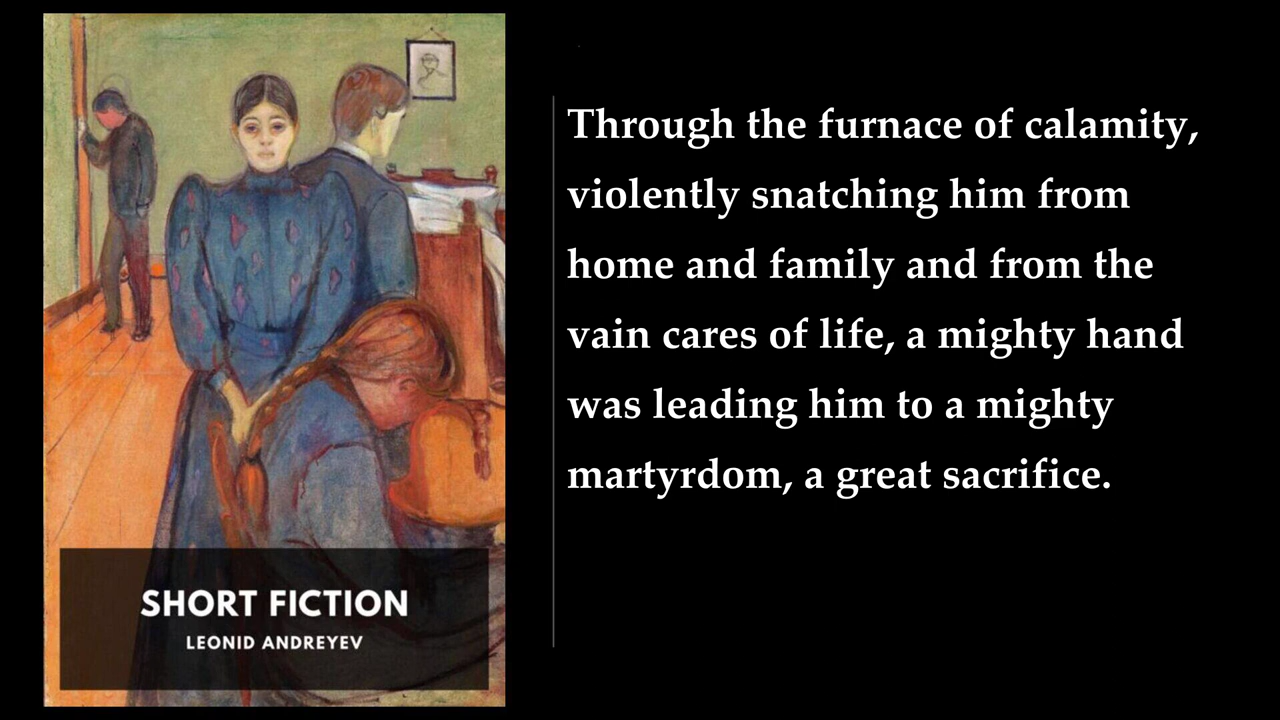 Through the furnace of calamity,
violently snatching him from
home and family and from the
vain cares of life, a mighty hand
was leading him to a mighty
martyrdom, a great sacrifice.
SHORT FICTION
LEONID ANDREYEV